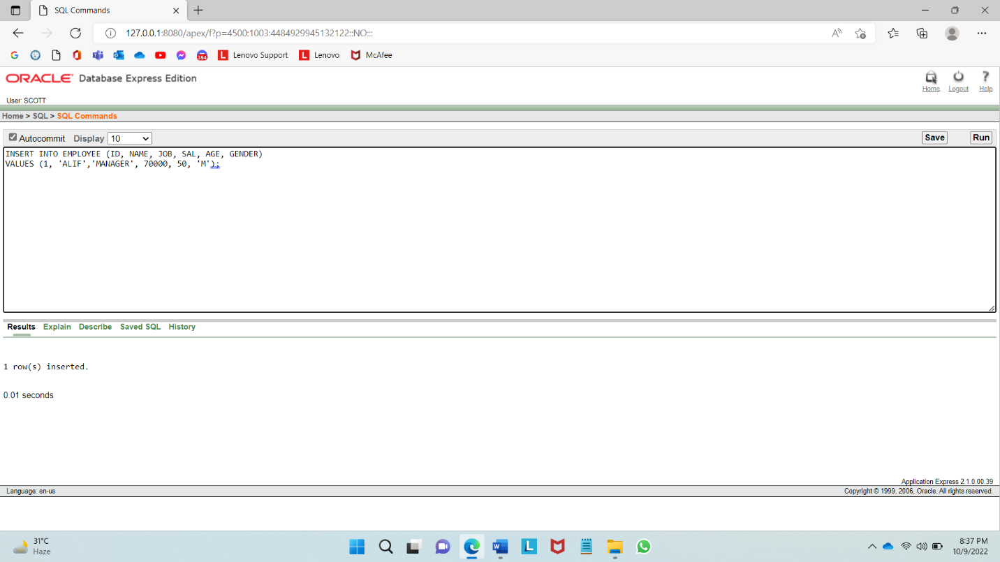 SQL Commands
127.0.0.1:8080/apex/f?p=4500:1003:4484929945132122::NO:::
354 Lenovo Support Lenovo McAfee
ORACLE Database Express Edition
Home Logout Help
User: SCOTT
Home > SQL > SQL Commands
Autocommit Display 10 Save Run
INSERT INTO EMPLOYEE (ID, NAME, JOB, SAL, AGE, GENDER)
VALUES (1, 'ALIF','MANAGER', 70000, 50, 'M');
Results Explain Describe Saved SQL History
1 row(s) inserted.
0.01 seconds
Application Express 2.1.0.00.39
Language: en-us Copyright © 1999, 2006, Oracle. All rights reserved.
31°C 8:37 PM
Haze 10/9/2022